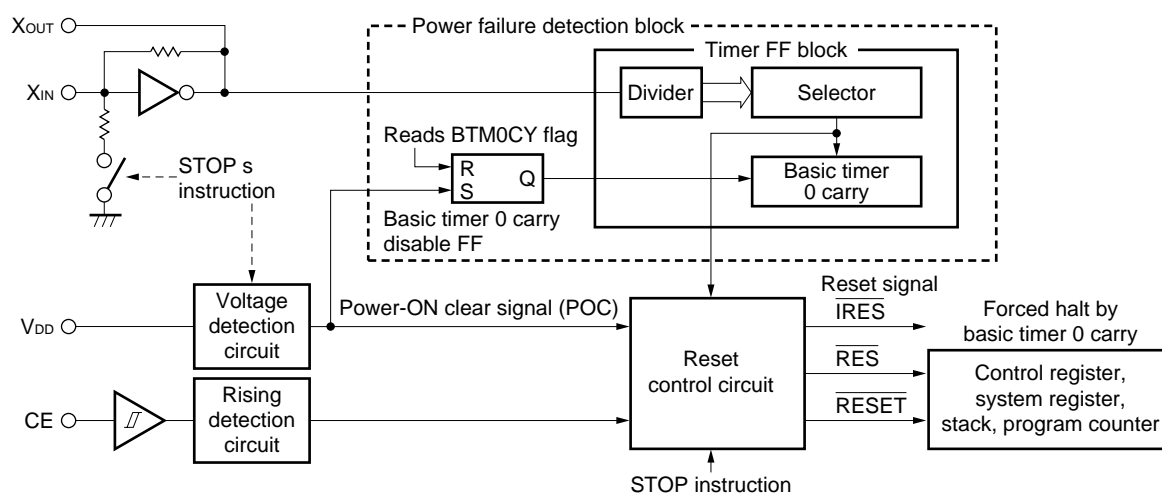 XOUT
XIN
STOP s
instruction
Power failure detection block
Timer FF block
Divider
Selector
Reads BTM0CY flag
R
S
Q
Basic timer
0 carry
Basic timer 0 carry
disable FF
VDD
Voltage
detection
circuit
Power-ON clear signal (POC)
CE
Rising
detection
circuit
Reset
control circuit
STOP instruction
Reset signal
IRES
RES
RESET
Forced halt by
basic timer 0 carry
Control register,
system register,
stack, program counter